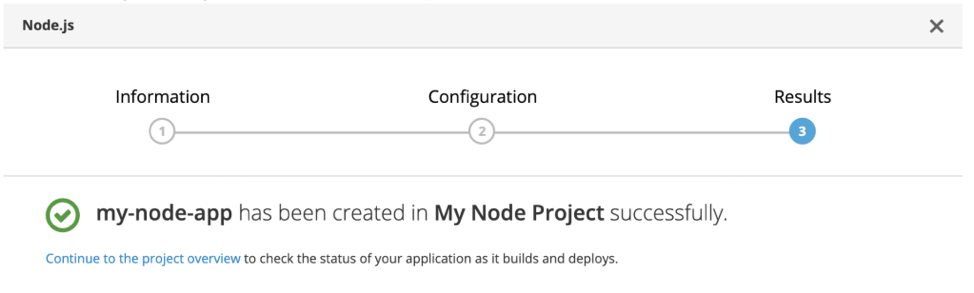 Node.js
Information
Configuration
Results
1
2
3
my-node-app has been created in My Node Project successfully.
Continue to the project overview to check the status of your application as it builds and deploys.